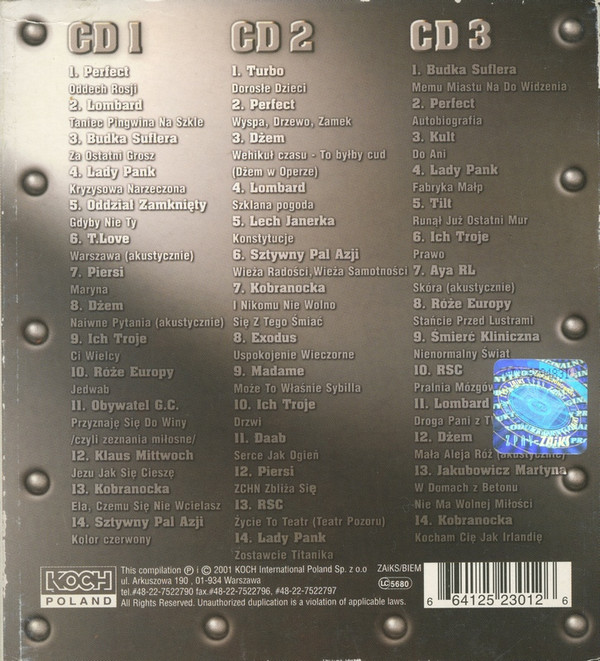 CD 1
1. Perfect
Oddech Rosji
2. Lombard
Taniec Pingwina Na Szkle
3. Budka Suflera
Za Ostatni Grosz
4. Lady Pank
Kryzysowa Narzeczona
5. Oddział Zamknięty
Gdyby Nie Ty
6. T.Love
Warszawa (akustycznie)
7. Piersi
Maryna
8. Dżem
Naiwne Pytania (akustycznie)
9. Ich Troje
Ci Wielcy
10. Róże Europy
Jedwab
11. Obywatel G.C.
Przyznaję Się Do Winy
/czyli zeznania miłosne/
12. Klaus Mittwoch
Jezu Jak Się Cieszę
13. Kobranocka
Ela, Czemu Się Nie Wcielasz
14. Sztywny Pal Azji
Kolor czerwony
CD 2
1. Turbo
Dorosłe Dzieci
2. Perfect
Wyspa, Drzewo, Zamek
3. Dżem
Wehikuł czasu - To byłby cud
(Dżem w Operze)
4. Lombard
Szklana pogoda
5. Lech Janerka
Konstytucje
6. Sztywny Pal Azji
Wieża Radości,Wieża Samotności
7. Kobranocka
I Nikomu Nie Wolno
Się Z Tego Śmiać
8. Exodus
Uspokojenie Wieczorne
9. Madame
Może To Właśnie Sybilla
10. Ich Troje
Drzwi
11. Daab
Serce Jak Ogień
12. Piersi
ZCHN Zbliża Się
13. RSC
Życie To Teatr (Teatr Pozoru)
14. Lady Pank
Zostawcie Titanika
CD 3
1. Budka Suflera
Memu Miastu Na Do Widzenia
2. Perfect
Autobiografia
3. Kult
Do Ani
4. Lady Pank
Fabryka Małp
5. Tilt
Runął Już Ostatni Mur
6. Ich Troje
Prawo
7. Aya RL
Skóra (akustycznie)
8. Róże Europy
Stańcie Przed Lustrami
9. Śmierć Kliniczna
Nienormalny Świat
10. RSC
Pralnia Mózgów
11. Lombard
Droga Pani z
12. Dżem
Mała Aleja Róż (akustycznie)
13. Jakubowicz Martyna
W Domach z Betonu
Nie Ma Wolnej Miłości
14. Kobranocka
Kocham Cię Jak Irlandię
ZAiKS
KOCH
POLAND
This compilation Ⓟ i © 2001 KOCH International Poland Sp. z o.o
ul. Arkuszowa 190 , 01-934 Warszawa
tel.#48-22-7522790 fax.#48-22-7522796, #48-22-7522797
All Rights Reserved. Unauthorized duplication is a violation of applicable laws.
ZAiKS/BIEM
LC 5680
6 64125 23012 6